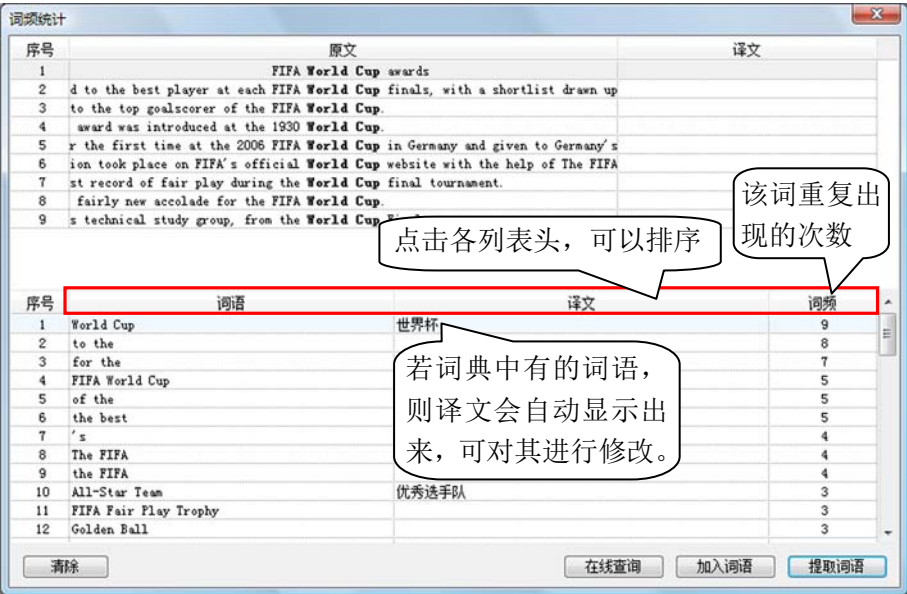 词频统计
序号 原文 译文
1 FIFA World Cup awards
2 d to the best player at each FIFA World Cup finals, with a shortlist drawn up
3 to the top goalscorer of the FIFA World Cup.
4 award was introduced at the 1930 World Cup.
5 r the first time at the 2006 FIFA World Cup in Germany and given to Germany's
6 ion took place on FIFA's official World Cup website with the help of The FIFA
7 st record of fair play during the World Cup final tournament.
8 fairly new accolade for the FIFA World Cup.
9 s technical study group, from the World Cup
该词重复出
现的次数
点击各列表头，可以排序
序号 词语 译文 词频
1 World Cup 世界杯 9
2 to the 8
3 for the 7
4 FIFA World Cup 5
5 of the 5
6 the best 5
7 's 4
8 The FIFA 4
9 the FIFA 4
10 All-Star Team 优秀选手队 3
11 FIFA Fair Play Trophy 3
12 Golden Ball 3
若词典中有的词语，
则译文会自动显示出
来，可对其进行修改。
清除 在线查询 加入词语 提取词语